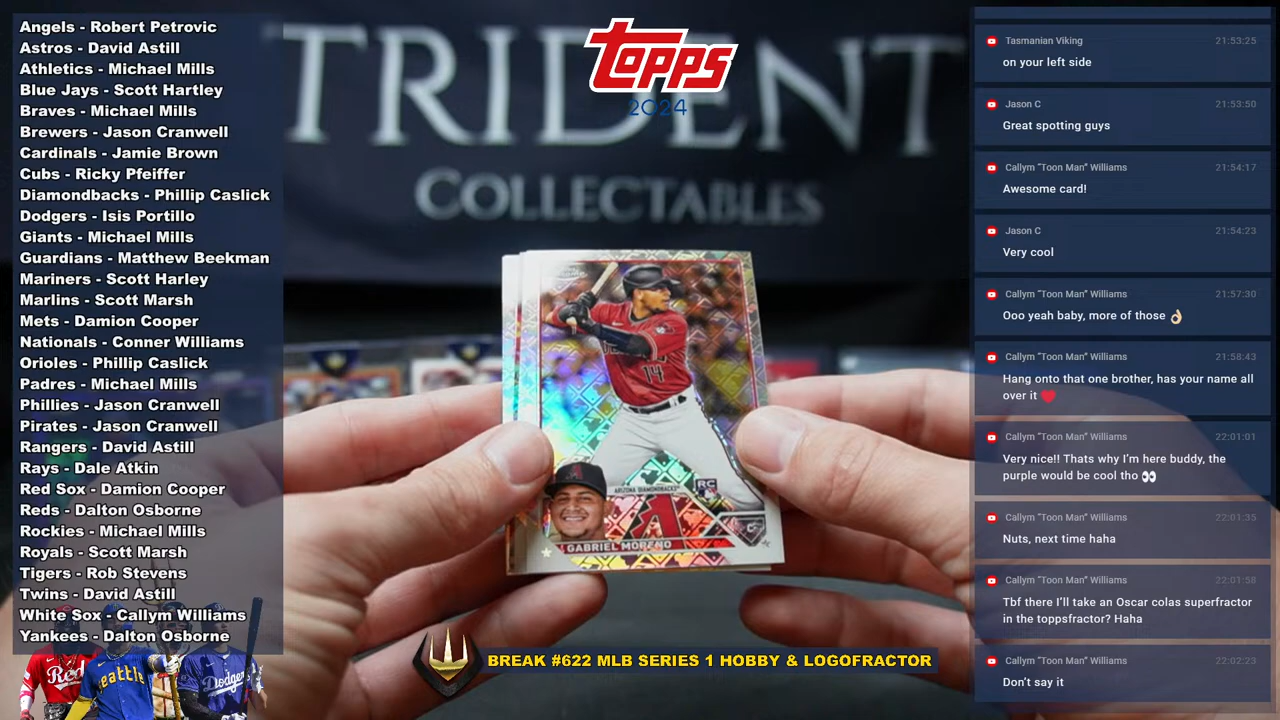 Angels - Robert Petrovic
Astros - David Astill
Athletics - Michael Mills
Blue Jays - Scott Hartley
Braves - Michael Mills
Brewers - Jason Cranwell
Cardinals - Jamie Brown
Cubs - Ricky Pfeiffer
Diamondbacks - Phillip Caslick
Dodgers - Isis Portillo
Giants - Michael Mills
Guardians - Matthew Beekman
Mariners - Scott Harley
Marlins - Scott Marsh
Mets - Damion Cooper
Nationals - Conner Williams
Orioles - Phillip Caslick
Padres - Michael Mills
Phillies - Jason Cranwell
Pirates - Jason Cranwell
Rangers - David Astill
Rays - Dale Atkin
Red Sox - Damion Cooper
Reds - Dalton Osborne
Rockies - Michael Mills
Royals - Scott Marsh
Tigers - Rob Stevens
Twins - David Astill
White Sox - Callym Williams
Yankees - Dalton Osborne
Reds
Seattle
Dodgers
TRIDENT
COLLECTABLES
topps
2024
14
RC
ARIZONA DIAMONDBACKS
A
GABRIEL MORENO
BREAK #622 MLB SERIES 1 HOBBY & LOGOFRACTOR
Tasmanian Viking 21:53:25
on your left side
Jason C 21:53:50
Great spotting guys
Callym "Toon Man" Williams 21:54:17
Awesome card!
Jason C 21:54:23
Very cool
Callym "Toon Man" Williams 21:57:30
Ooo yeah baby, more of those 👌🏻
Callym "Toon Man" Williams 21:58:43
Hang onto that one brother, has your name all
over it ❤️
Callym "Toon Man" Williams 22:01:01
Very nice!! Thats why I'm here buddy, the
purple would be cool tho 👀
Callym "Toon Man" Williams 22:01:35
Nuts, next time haha
Callym "Toon Man" Williams 22:01:58
Tbf there I'll take an Oscar colas superfractor
in the toppsfractor? Haha
Callym "Toon Man" Williams 22:02:23
Don't say it